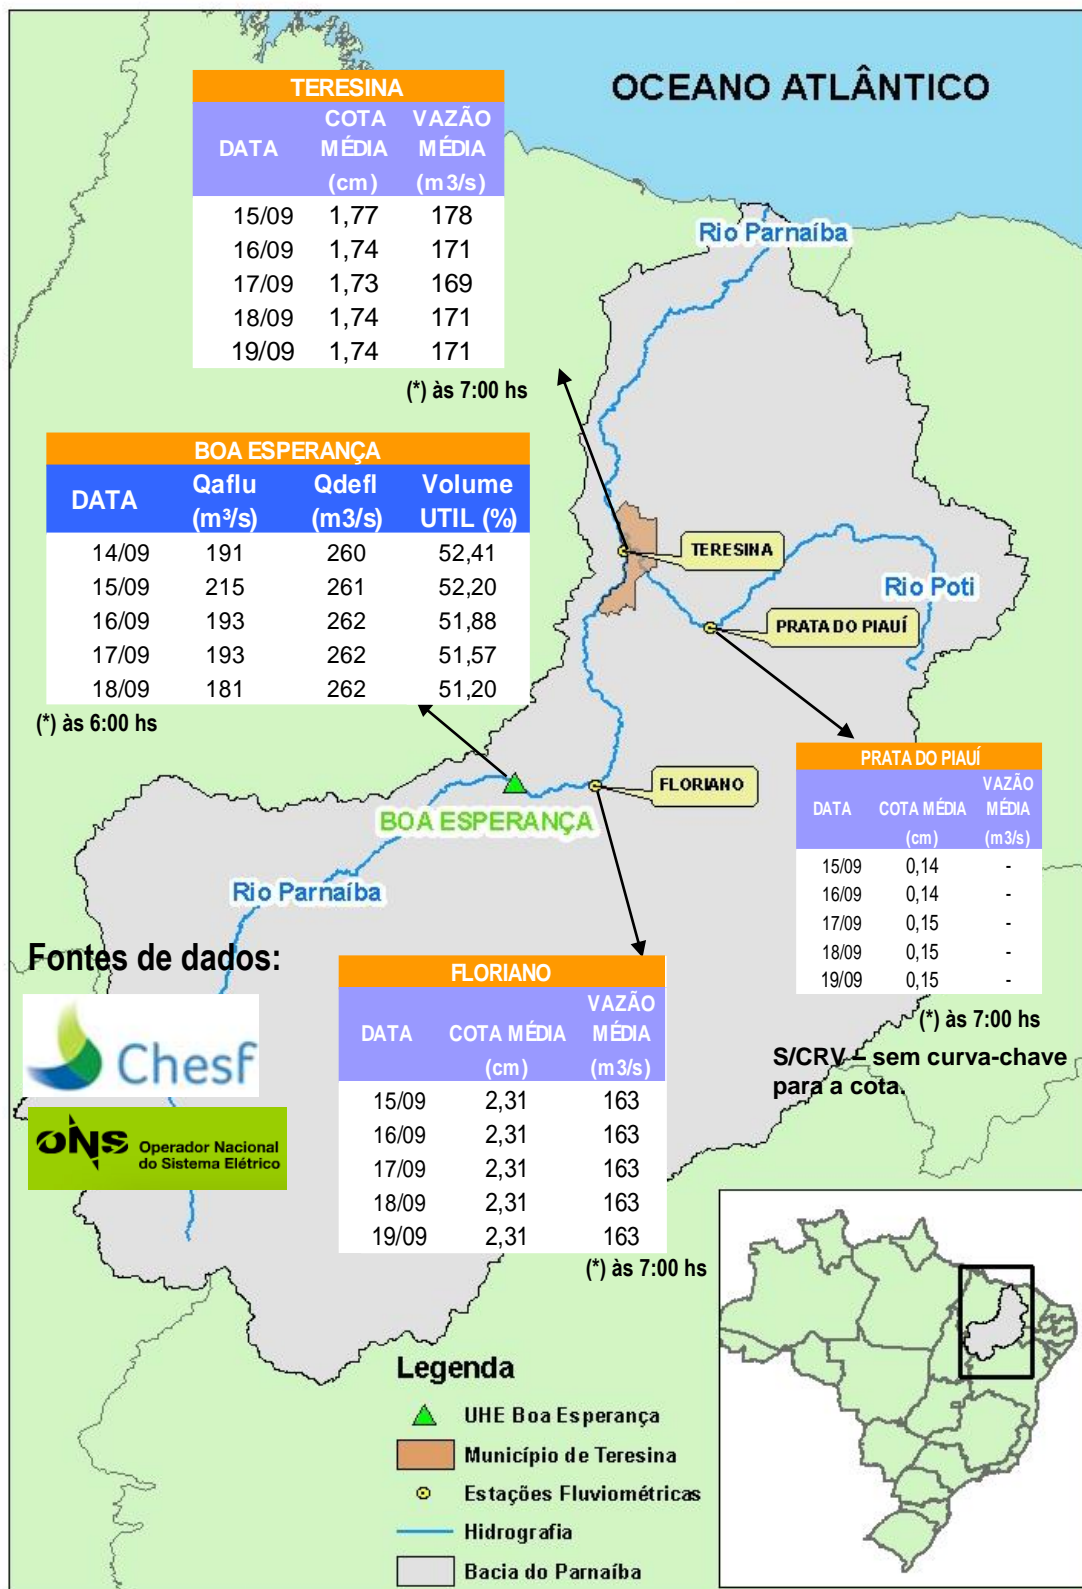 OCEANO ATLÂNTICO
TERESINA
DATA COTA MÉDIA (cm) VAZÃO MÉDIA (m3/s)
15/09 1,77 178
16/09 1,74 171
17/09 1,73 169
18/09 1,74 171
19/09 1,74 171
(*) às 7:00 hs
Rio Parnaíba
BOA ESPERANÇA
DATA Qaflu (m³/s) Qdefl (m3/s) Volume UTIL (%)
14/09 191 260 52,41
15/09 215 261 52,20
16/09 193 262 51,88
17/09 193 262 51,57
18/09 181 262 51,20
(*) às 6:00 hs
TERESINA
Rio Poti
PRATA DO PIAUÍ
FLORIANO
BOA ESPERANÇA
Rio Parnaíba
PRATA DO PIAUÍ
DATA COTA MÉDIA (cm) VAZÃO MÉDIA (m3/s)
15/09 0,14 -
16/09 0,14 -
17/09 0,15 -
18/09 0,15 -
19/09 0,15 -
(*) às 7:00 hs
S/CRV – sem curva-chave
para a cota.
Fontes de dados:
Chesf
ONS Operador Nacional
do Sistema Elétrico
FLORIANO
DATA COTA MÉDIA (cm) VAZÃO MÉDIA (m3/s)
15/09 2,31 163
16/09 2,31 163
17/09 2,31 163
18/09 2,31 163
19/09 2,31 163
(*) às 7:00 hs
Legenda
UHE Boa Esperança
Município de Teresina
Estações Fluviométricas
Hidrografia
Bacia do Parnaíba